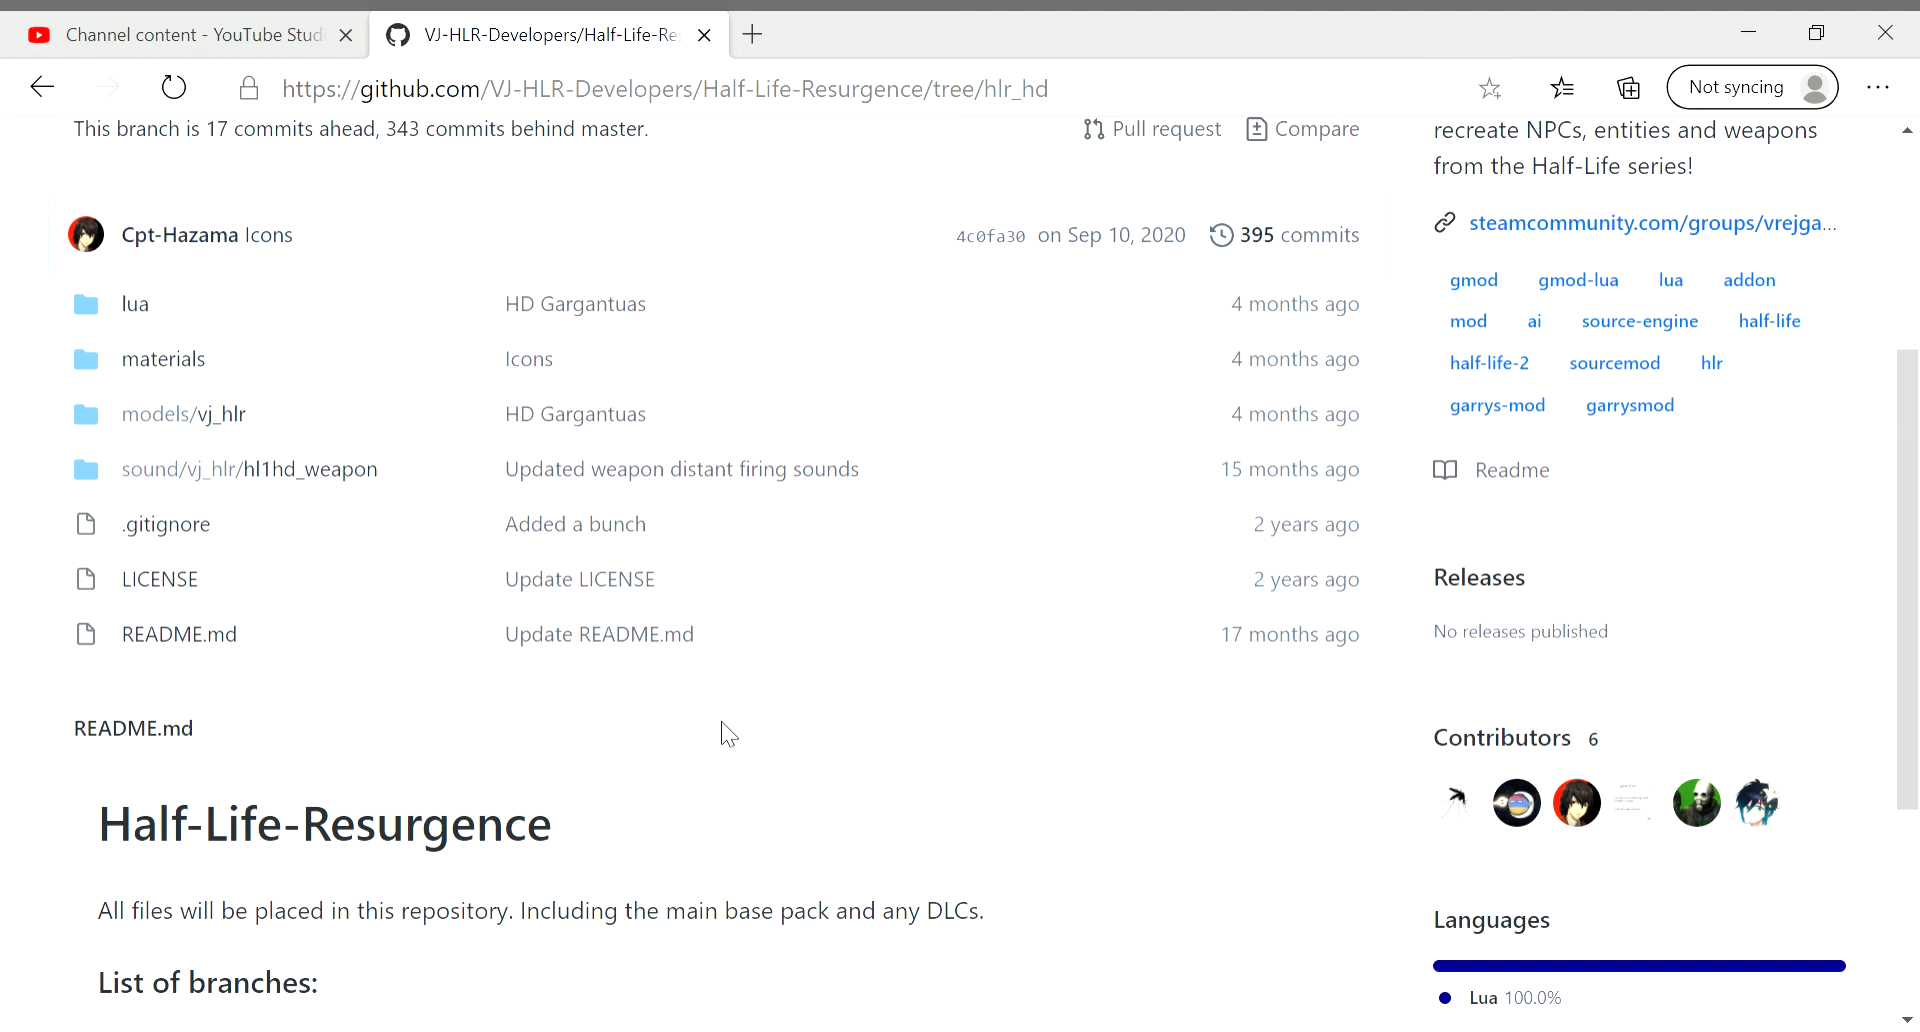 Channel content - YouTube Stud
VJ-HLR-Developers/Half-Life-Re
https://github.com/VJ-HLR-Developers/Half-Life-Resurgence/tree/hlr_hd
Not syncing
This branch is 17 commits ahead, 343 commits behind master.
Pull request
Compare
Cpt-Hazama Icons
4c0fa30 on Sep 10, 2020
395 commits
lua HD Gargantuas 4 months ago
materials Icons 4 months ago
models/vj_hlr HD Gargantuas 4 months ago
sound/vj_hlr/hl1hd_weapon Updated weapon distant firing sounds 15 months ago
.gitignore Added a bunch 2 years ago
LICENSE Update LICENSE 2 years ago
README.md Update README.md 17 months ago
README.md
Half-Life-Resurgence
All files will be placed in this repository. Including the main base pack and any DLCs.
List of branches:
recreate NPCs, entities and weapons
from the Half-Life series!
steamcommunity.com/groups/vrejga...
gmod gmod-lua lua addon
mod ai source-engine half-life
half-life-2 sourcemod hlr
garrys-mod garrysmod
Readme
Releases
No releases published
Contributors 6
Languages
Lua 100.0%